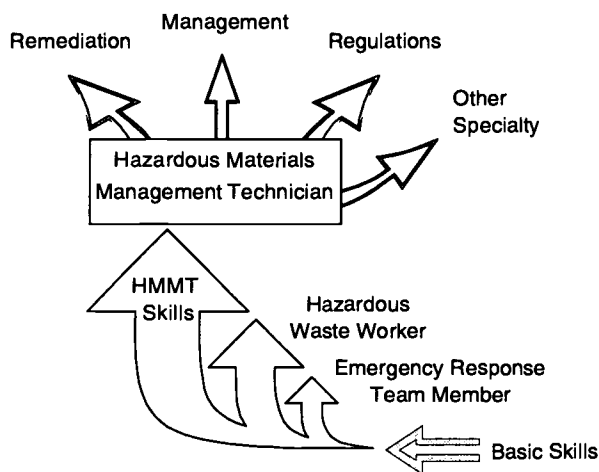 Management
Remediation
Regulations
Other
Specialty
Hazardous Materials
Management Technician
HMMT
Skills
Hazardous
Waste Worker
Emergency Response
Team Member
Basic Skills